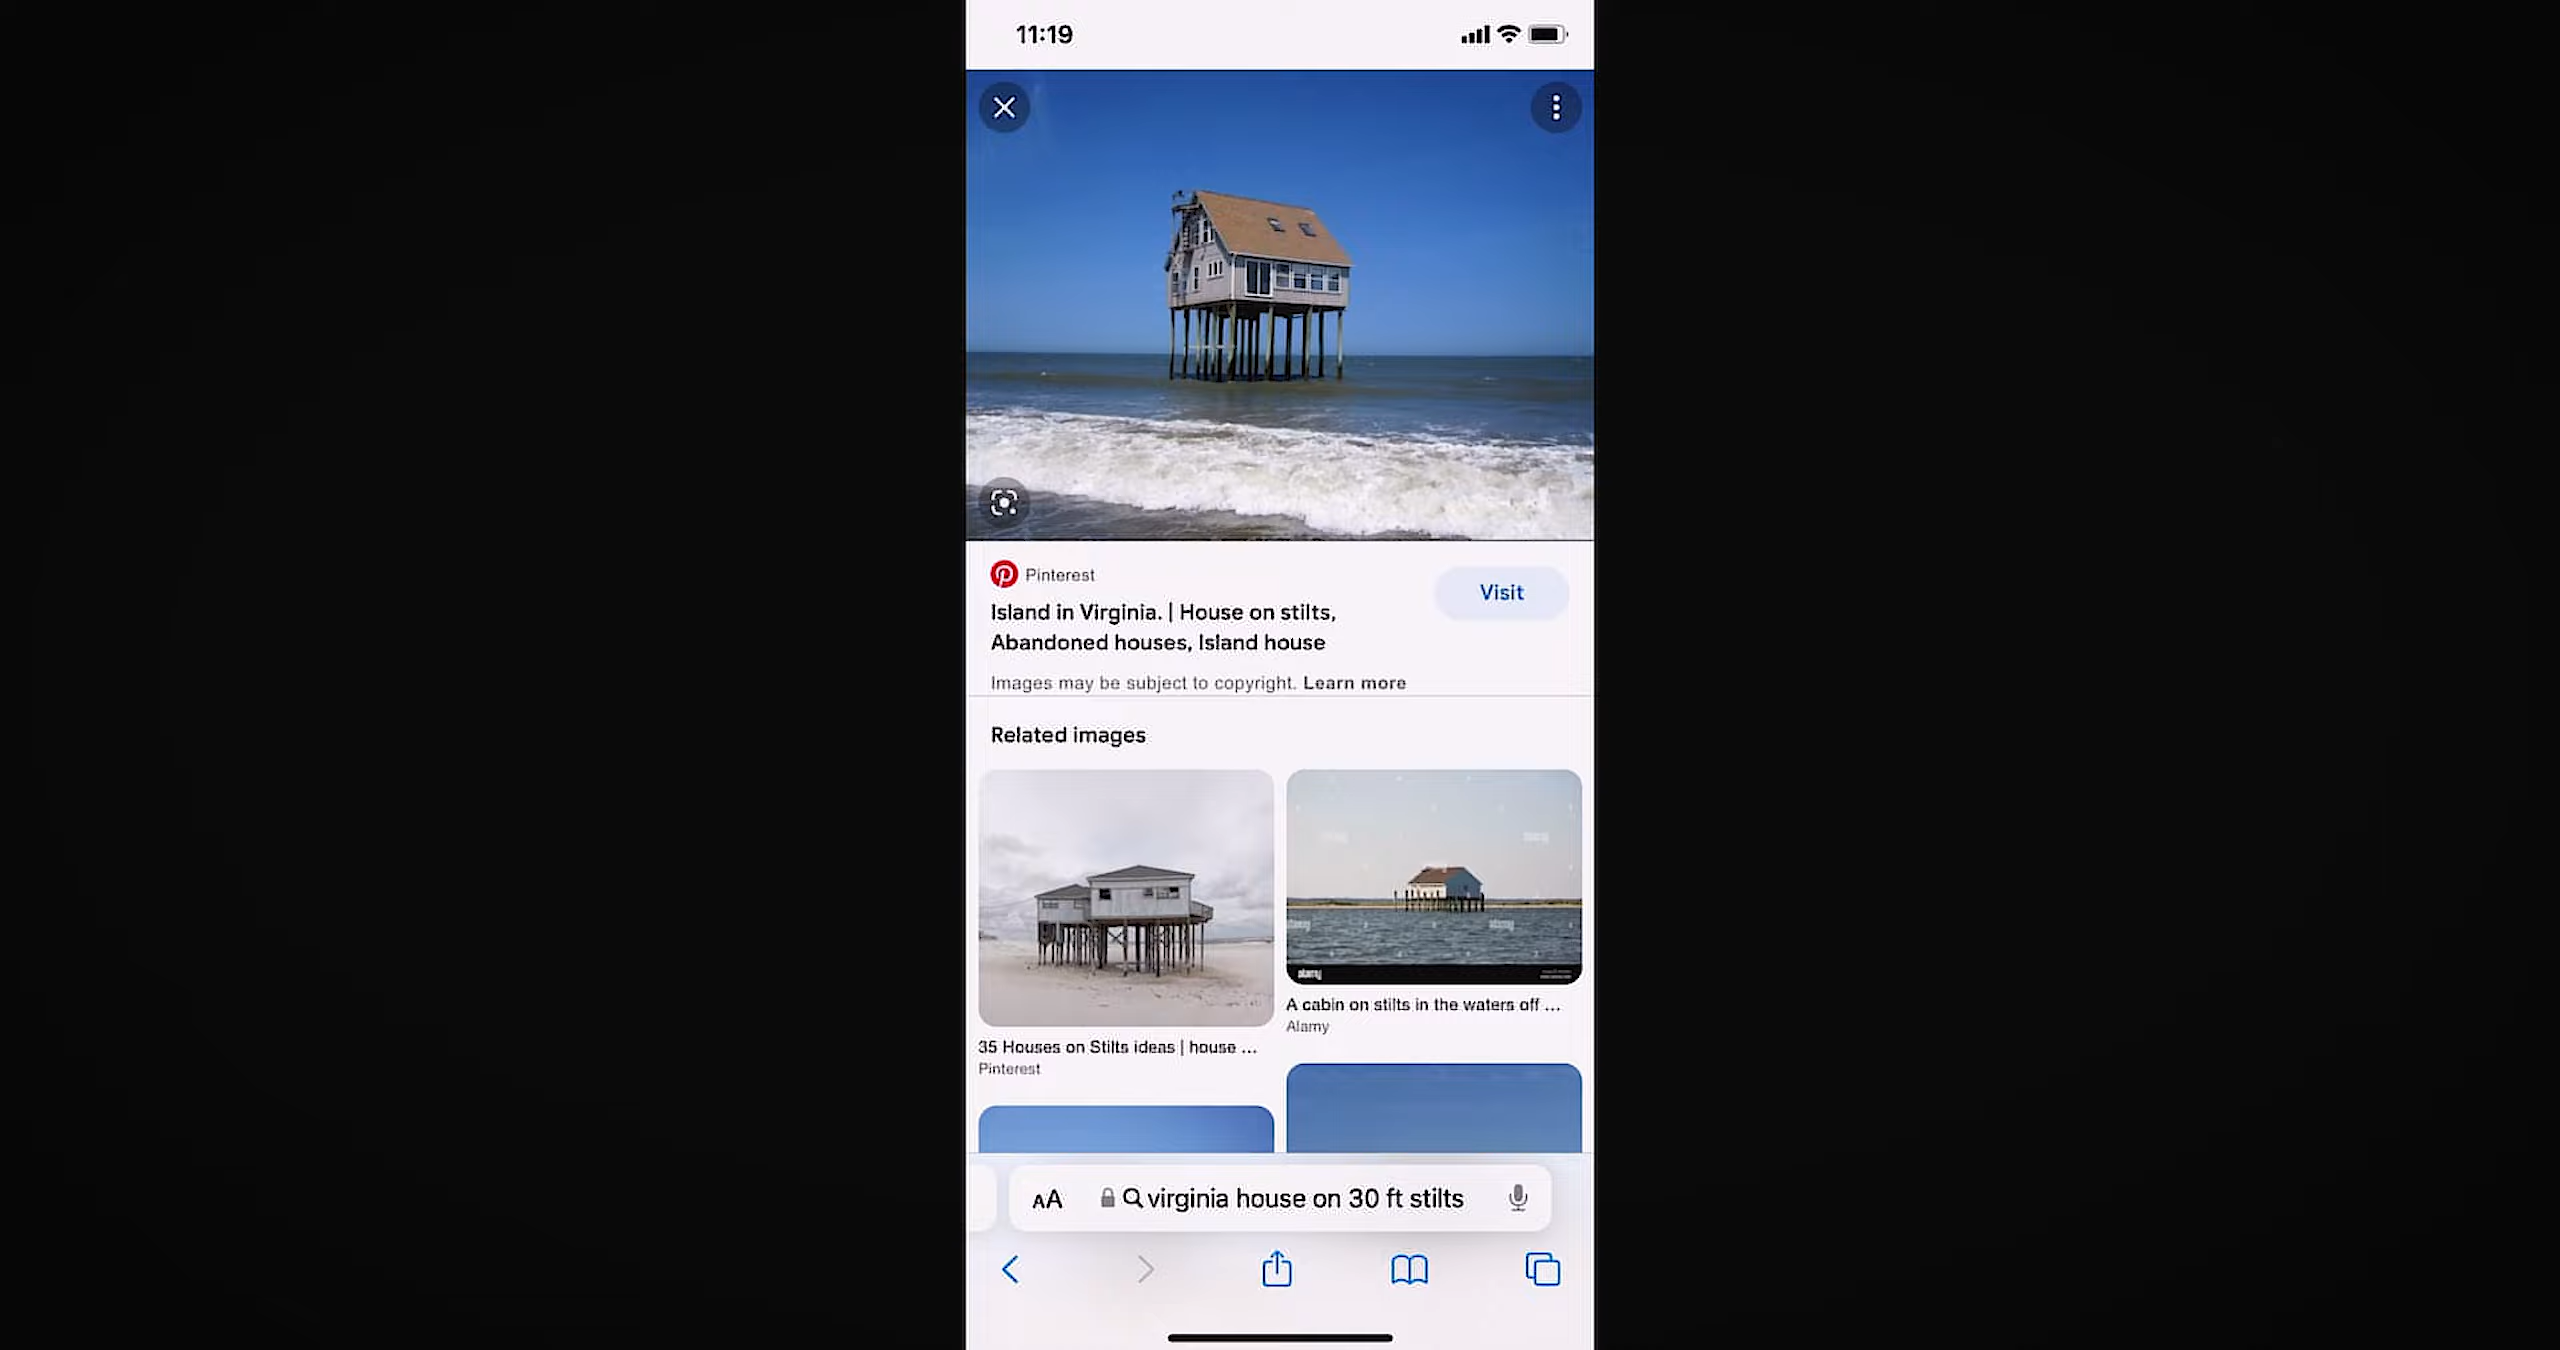 11:19
Pinterest
Visit
Island in Virginia. | House on stilts,
Abandoned houses, Island house
Images may be subject to copyright. Learn more
Related images
alamy
35 Houses on Stilts ideas | house ...
Pinterest
A cabin on stilts in the waters off ...
Alamy
AA
virginia house on 30 ft stilts